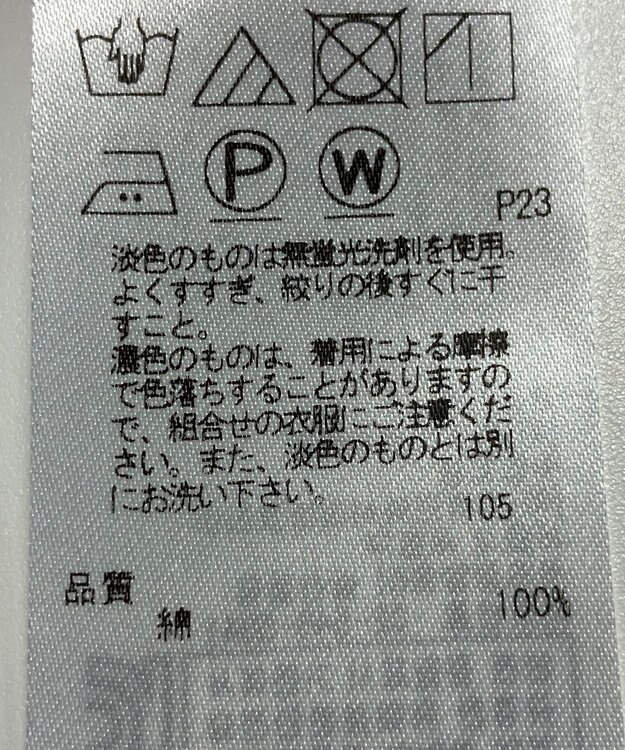 P W
P23
淡色のものは無蛍光洗剤を使用。
よくすすぎ、絞りの後すぐに干
すこと。
濃色のものは、着用による摩擦
で色落ちすることがありますの
で、組合せの衣服にご注意くだ
さい。また、淡色のものとは別
にお洗い下さい。
105
品質
綿 100%